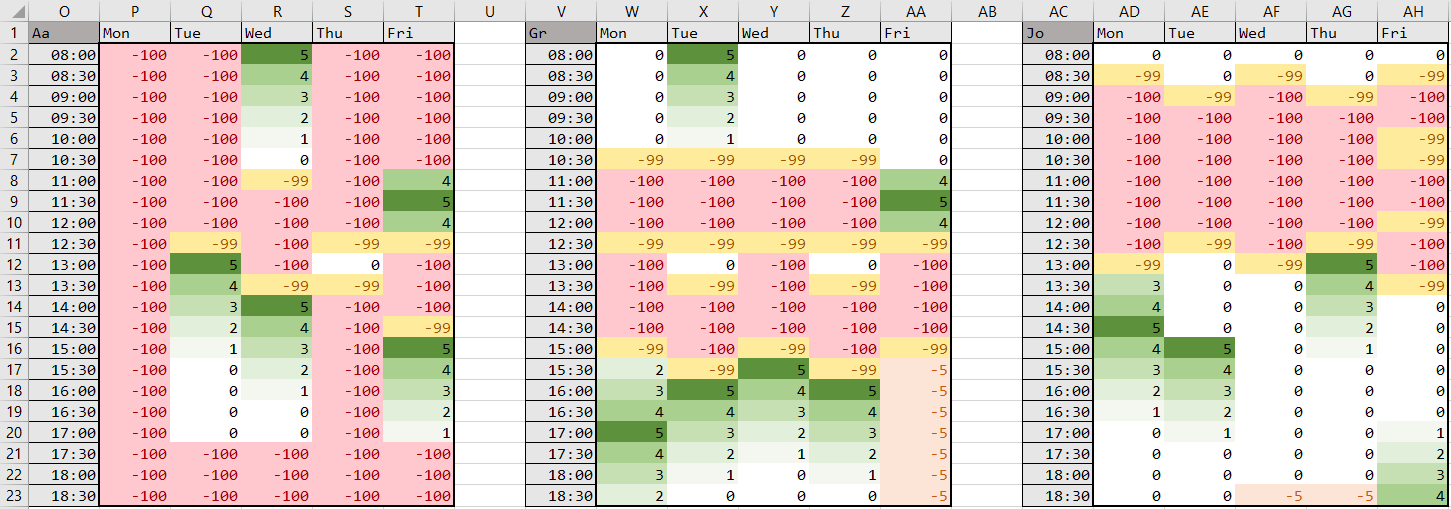 O P Q R S T U V W X Y Z AA AB AC AD AE AF AG AH
1 Aa Mon Tue Wed Thu Fri Gr Mon Tue Wed Thu Fri Jo Mon Tue Wed Thu Fri
2 08:00 -100 -100 5 -100 -100 08:00 0 5 0 0 0 08:00 0 0 0 0 0
3 08:30 -100 -100 4 -100 -100 08:30 0 4 0 0 0 08:30 -99 0 -99 0 -99
4 09:00 -100 -100 3 -100 -100 09:00 0 3 0 0 0 09:00 -100 -99 -100 -99 -100
5 09:30 -100 -100 2 -100 -100 09:30 0 2 0 0 0 09:30 -100 -100 -100 -100 -100
6 10:00 -100 -100 1 -100 -100 10:00 0 1 0 0 0 10:00 -100 -100 -100 -100 -99
7 10:30 -100 -100 0 -100 -100 10:30 -99 -99 -99 -99 0 10:30 -100 -100 -100 -100 -99
8 11:00 -100 -100 -99 -100 4 11:00 -100 -100 -100 -100 4 11:00 -100 -100 -100 -100 -100
9 11:30 -100 -100 -100 -100 5 11:30 -100 -100 -100 -100 5 11:30 -100 -100 -100 -100 -100
10 12:00 -100 -100 -100 -100 4 12:00 -100 -100 -100 -100 4 12:00 -100 -100 -100 -100 -99
11 12:30 -100 -99 -100 -99 -99 12:30 -99 -99 -99 -99 -99 12:30 -100 -99 -100 -99 -100
12 13:00 -100 5 -100 0 -100 13:00 -100 0 -100 0 -100 13:00 -99 0 -99 5 -100
13 13:30 -100 4 -99 -99 -100 13:30 -100 -99 -100 -99 -100 13:30 3 0 0 4 -99
14 14:00 -100 3 5 -100 -100 14:00 -100 -100 -100 -100 -100 14:00 4 0 0 3 0
15 14:30 -100 2 4 -100 -99 14:30 -100 -100 -100 -100 -100 14:30 5 0 0 2 0
16 15:00 -100 1 3 -100 5 15:00 -99 -100 -99 -100 -99 15:00 4 5 0 1 0
17 15:30 -100 0 2 -100 4 15:30 2 -99 5 -99 -5 15:30 3 4 0 0 0
18 16:00 -100 0 1 -100 3 16:00 3 5 4 5 -5 16:00 2 3 0 0 0
19 16:30 -100 0 0 -100 2 16:30 4 4 3 4 -5 16:30 1 2 0 0 0
20 17:00 -100 0 0 -100 1 17:00 5 3 2 3 -5 17:00 0 1 0 0 1
21 17:30 -100 -100 -100 -100 -100 17:30 4 2 1 2 -5 17:30 0 0 0 0 2
22 18:00 -100 -100 -100 -100 -100 18:00 3 1 0 1 -5 18:00 0 0 0 0 3
23 18:30 -100 -100 -100 -100 -100 18:30 2 0 0 0 -5 18:30 0 0 -5 -5 4